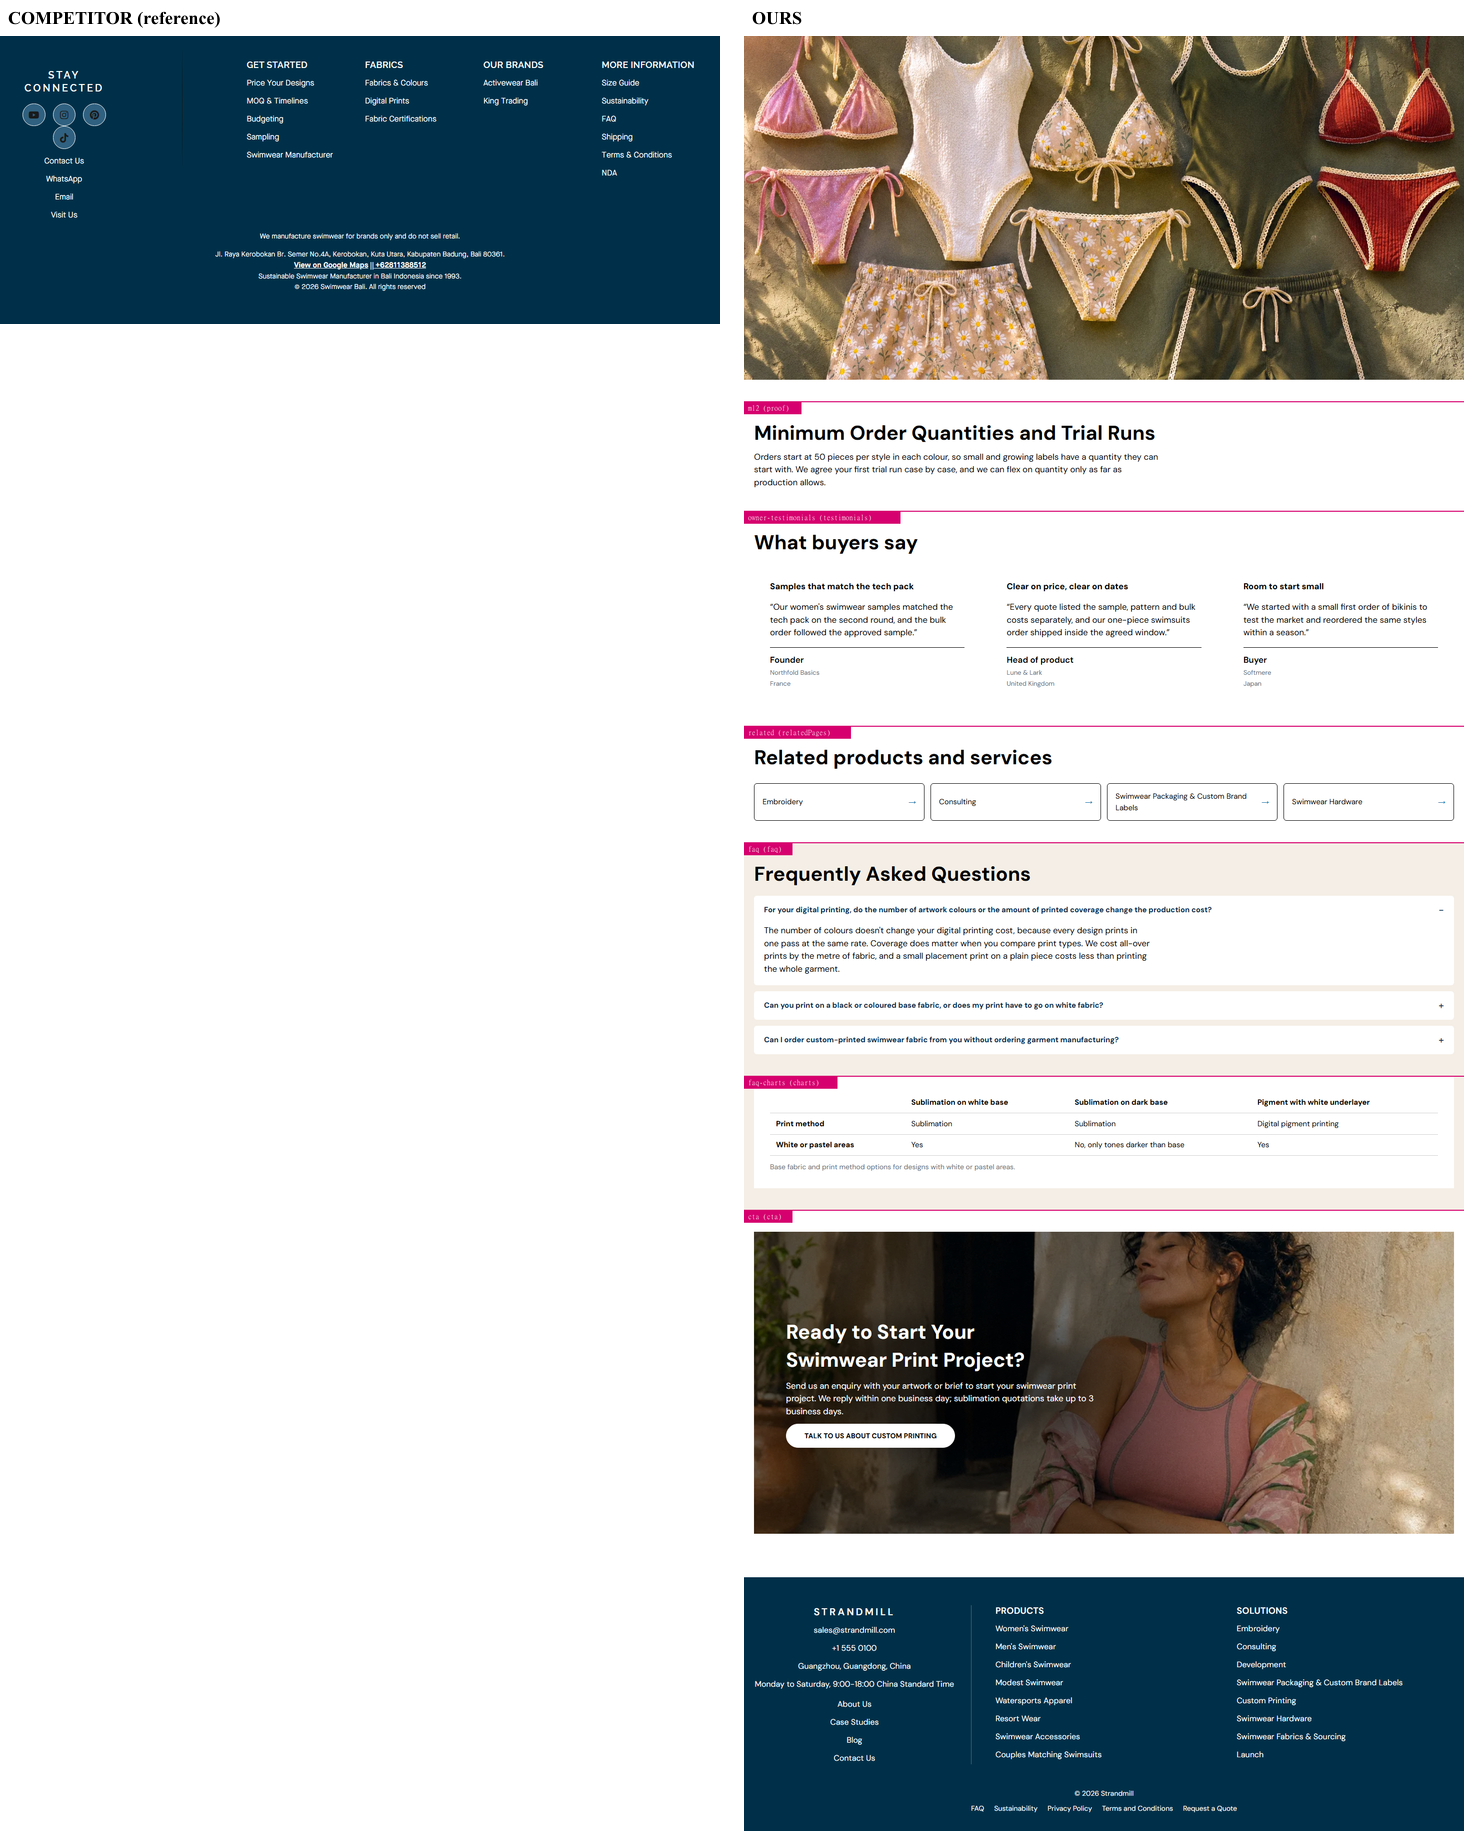 COMPETITOR (reference)
STAY
CONNECTED
Contact Us
WhatsApp
Email
Visit Us
GET STARTED
Price Your Designs
MOQ & Timelines
Budgeting
Sampling
Swimwear Manufacturer
FABRICS
Fabrics & Colours
Digital Prints
Fabric Certifications
OUR BRANDS
Activewear Bali
King Trading
MORE INFORMATION
Size Guide
Sustainability
FAQ
Shipping
Terms & Conditions
NDA
We manufacture swimwear for brands only and do not sell retail.
Jl. Raya Kerobokan Br. Semer No.4A, Kerobokan, Kuta Utara, Kabupaten Badung, Bali 80361.
View on Google Maps || +62811388512
Sustainable Swimwear Manufacturer in Bali Indonesia since 1993.
© 2026 Swimwear Bali. All rights reserved
OURS
m12 (proof)
Minimum Order Quantities and Trial Runs
Orders start at 50 pieces per style in each colour, so small and growing labels have a quantity they can
start with. We agree your first trial run case by case, and we can flex on quantity only as far as
production allows.
owner-testimonials (testimonials)
What buyers say
Samples that match the tech pack
“Our women's swimwear samples matched the
tech pack on the second round, and the bulk
order followed the approved sample.”
Founder
Northfold Basics
France
Clear on price, clear on dates
“Every quote listed the sample, pattern and bulk
costs separately, and our one-piece swimsuits
order shipped inside the agreed window.”
Head of product
Lune & Lark
United Kingdom
Room to start small
“We started with a small first order of bikinis to
test the market and reordered the same styles
within a season.”
Buyer
Softmere
Japan
related (relatedPages)
Related products and services
Embroidery →
Consulting →
Swimwear Packaging & Custom Brand
Labels →
Swimwear Hardware →
faq (faq)
Frequently Asked Questions
For your digital printing, do the number of artwork colours or the amount of printed coverage change the production cost? −
The number of colours doesn't change your digital printing cost, because every design prints in
one pass at the same rate. Coverage does matter when you compare print types. We cost all-over
prints by the metre of fabric, and a small placement print on a plain piece costs less than printing
the whole garment.
Can you print on a black or coloured base fabric, or does my print have to go on white fabric? +
Can I order custom-printed swimwear fabric from you without ordering garment manufacturing? +
faq-charts (charts)
Sublimation on white base Sublimation on dark base Pigment with white underlayer
Print method Sublimation Sublimation Digital pigment printing
White or pastel areas Yes No, only tones darker than base Yes
Base fabric and print method options for designs with white or pastel areas.
cta (cta)
Ready to Start Your
Swimwear Print Project?
Send us an enquiry with your artwork or brief to start your swimwear print
project. We reply within one business day; sublimation quotations take up to 3
business days.
TALK TO US ABOUT CUSTOM PRINTING
STRANDMILL
sales@strandmill.com
+1 555 0100
Guangzhou, Guangdong, China
Monday to Saturday, 9:00-18:00 China Standard Time
About Us
Case Studies
Blog
Contact Us
PRODUCTS
Women's Swimwear
Men's Swimwear
Children's Swimwear
Modest Swimwear
Watersports Apparel
Resort Wear
Swimwear Accessories
Couples Matching Swimsuits
SOLUTIONS
Embroidery
Consulting
Development
Swimwear Packaging & Custom Brand Labels
Custom Printing
Swimwear Hardware
Swimwear Fabrics & Sourcing
Launch
© 2026 Strandmill
FAQ Sustainability Privacy Policy Terms and Conditions Request a Quote